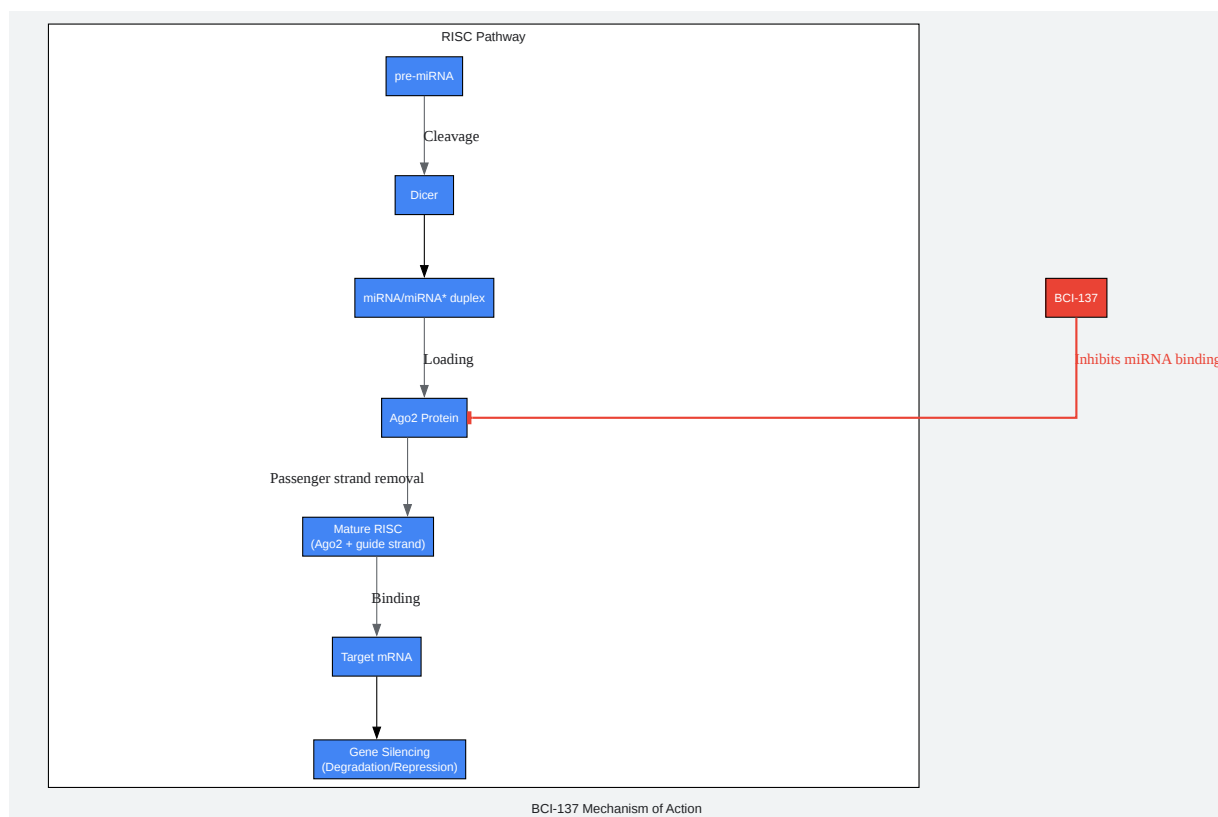 RISC Pathway
pre-miRNA
Cleavage
Dicer
miRNA/miRNA* duplex
BCI-137
Loading
Inhibits miRNA binding
Ago2 Protein
Passenger strand removal
Mature RISC
(Ago2 + guide strand)
Binding
Target mRNA
Gene Silencing
(Degradation/Repression)
BCI-137 Mechanism of Action